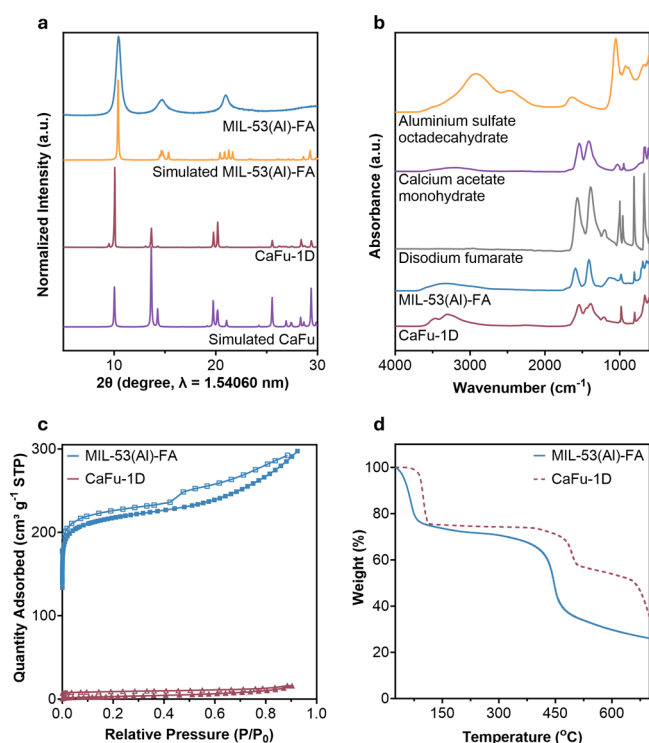 a
Normalized Intensity (a.u.)
MIL-53(Al)-FA
Simulated MIL-53(Al)-FA
CaFu-1D
Simulated CaFu
10
20
30
2θ (degree, λ = 1.54060 nm)
b
Absorbance (a.u.)
Aluminium sulfate
octadecahydrate
Calcium acetate
monohydrate
Disodium fumarate
MIL-53(Al)-FA
CaFu-1D
4000
3000
2000
1000
Wavenumber (cm⁻¹)
c
Quantity Adsorbed (cm³ g⁻¹ STP)
300
200
100
0
MIL-53(Al)-FA
CaFu-1D
0.0
0.2
0.4
0.6
0.8
1.0
Relative Pressure (P/P₀)
d
Weight (%)
100
80
60
40
20
0
MIL-53(Al)-FA
CaFu-1D
150
300
450
600
Temperature (°C)